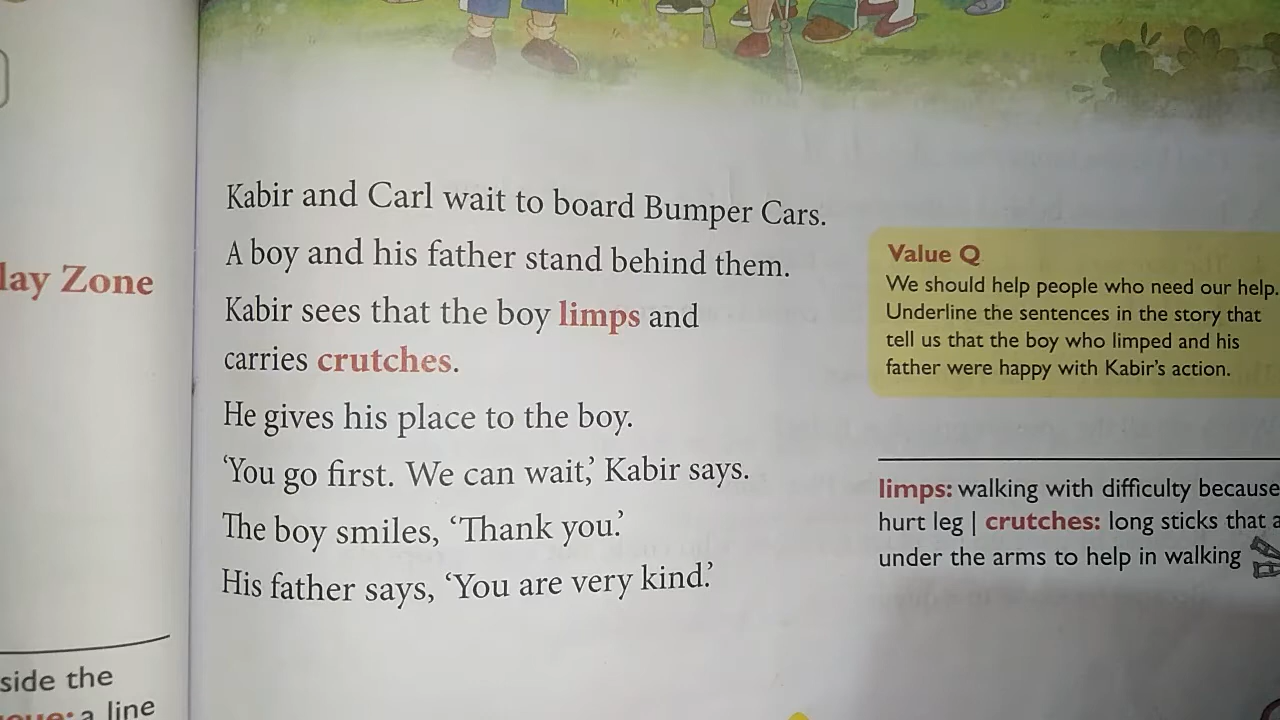 lay Zone
side the
a line
Kabir and Carl wait to board Bumper Cars.
A boy and his father stand behind them.
Kabir sees that the boy limps and
carries crutches.
He gives his place to the boy.
‘You go first. We can wait,’ Kabir says.
The boy smiles, ‘Thank you.’
His father says, ‘You are very kind.’
Value Q
We should help people who need our help.
Underline the sentences in the story that
tell us that the boy who limped and his
father were happy with Kabir’s action.
limps: walking with difficulty because
hurt leg | crutches: long sticks that
under the arms to help in walking